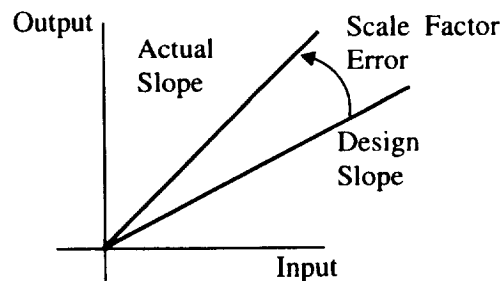 Output
Actual
Slope
Scale Factor
Error
Design
Slope
Input